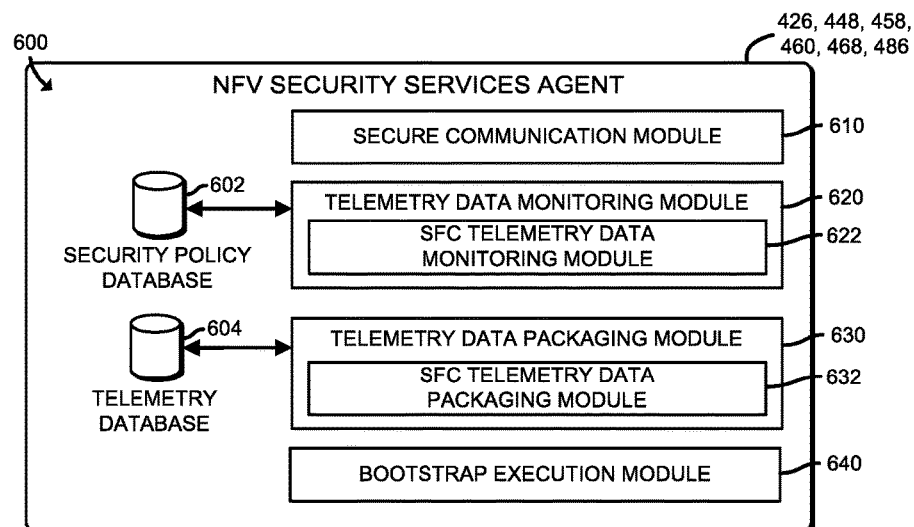 600
426, 448, 458,
460, 468, 486
NFV SECURITY SERVICES AGENT
SECURE COMMUNICATION MODULE
610
602
SECURITY POLICY
DATABASE
TELEMETRY DATA MONITORING MODULE
620
SFC TELEMETRY DATA
MONITORING MODULE
622
604
TELEMETRY
DATABASE
TELEMETRY DATA PACKAGING MODULE
630
SFC TELEMETRY DATA
PACKAGING MODULE
632
BOOTSTRAP EXECUTION MODULE
640